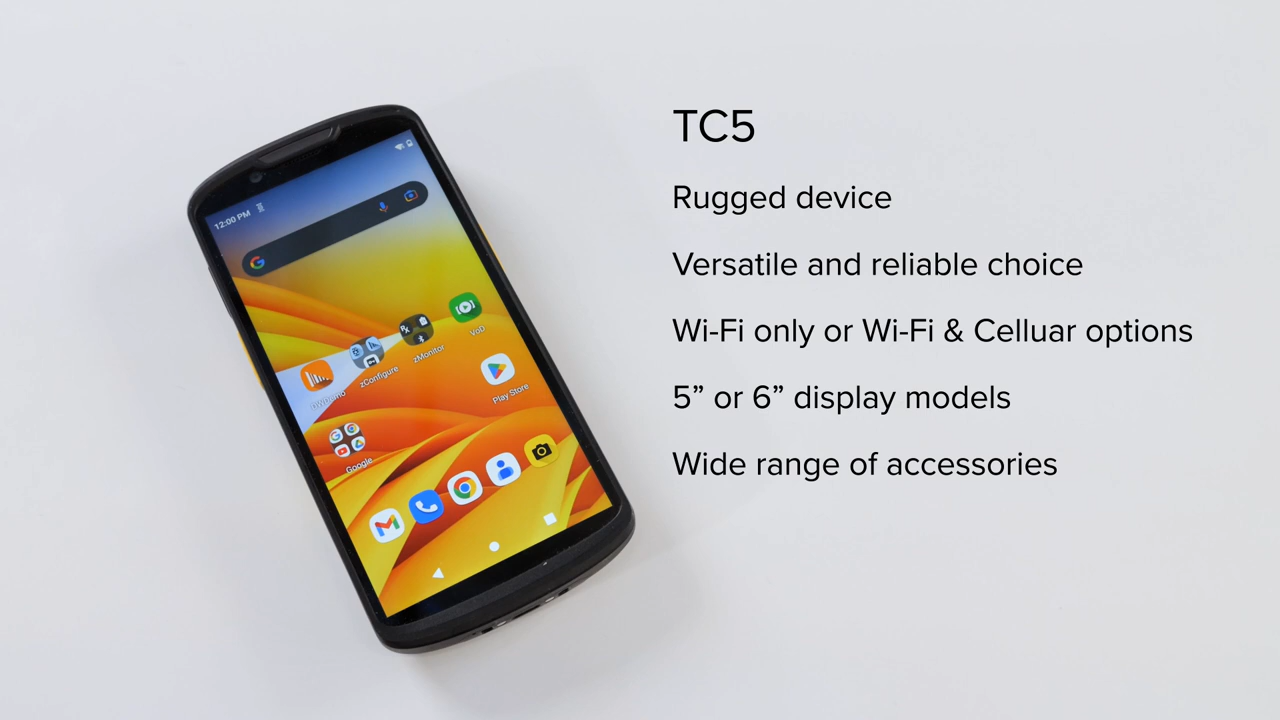 TC5
Rugged device
Versatile and reliable choice
Wi-Fi only or Wi-Fi & Celluar options
5” or 6” display models
Wide range of accessories
12:00 PM
VoD
zMonitor
zConfigure
Play Store
Google